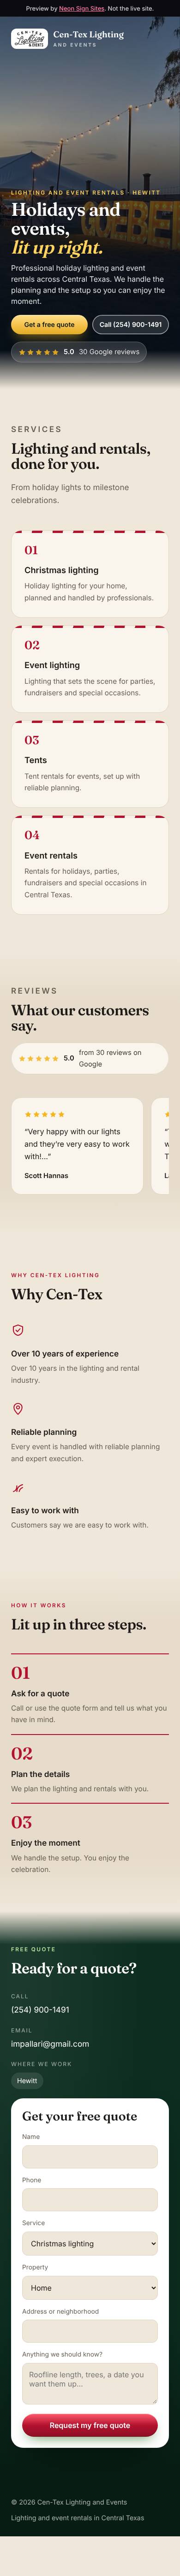 Preview by Neon Sign Sites. Not the live site.
CEN-TEX
Lighting
& EVENTS
Cen-Tex Lighting
AND EVENTS
LIGHTING AND EVENT RENTALS · HEWITT
Holidays and
events,
lit up right.
Professional holiday lighting and event
rentals across Central Texas. We handle the
planning and the setup so you can enjoy the
moment.
Get a free quote
Call (254) 900-1491
5.0 30 Google reviews
SERVICES
Lighting and rentals,
done for you.
From holiday lights to milestone
celebrations.
01
Christmas lighting
Holiday lighting for your home,
planned and handled by professionals.
02
Event lighting
Lighting that sets the scene for parties,
fundraisers and special occasions.
03
Tents
Tent rentals for events, set up with
reliable planning.
04
Event rentals
Rentals for holidays, parties,
fundraisers and special occasions in
Central Texas.
REVIEWS
What our customers
say.
5.0 from 30 reviews on
Google
“Very happy with our lights
and they’re very easy to work
with!…”
Scott Hannas
WHY CEN-TEX LIGHTING
Why Cen-Tex
Over 10 years of experience
Over 10 years in the lighting and rental
industry.
Reliable planning
Every event is handled with reliable planning
and expert execution.
Easy to work with
Customers say we are easy to work with.
HOW IT WORKS
Lit up in three steps.
01
Ask for a quote
Call or use the quote form and tell us what you
have in mind.
02
Plan the details
We plan the lighting and rentals with you.
03
Enjoy the moment
We handle the setup. You enjoy the
celebration.
FREE QUOTE
Ready for a quote?
CALL
(254) 900-1491
EMAIL
impallari@gmail.com
WHERE WE WORK
Hewitt
Get your free quote
Name
Phone
Service
Christmas lighting
Property
Home
Address or neighborhood
Anything we should know?
Roofline length, trees, a date you
want them up...
Request my free quote
© 2026 Cen-Tex Lighting and Events
Lighting and event rentals in Central Texas